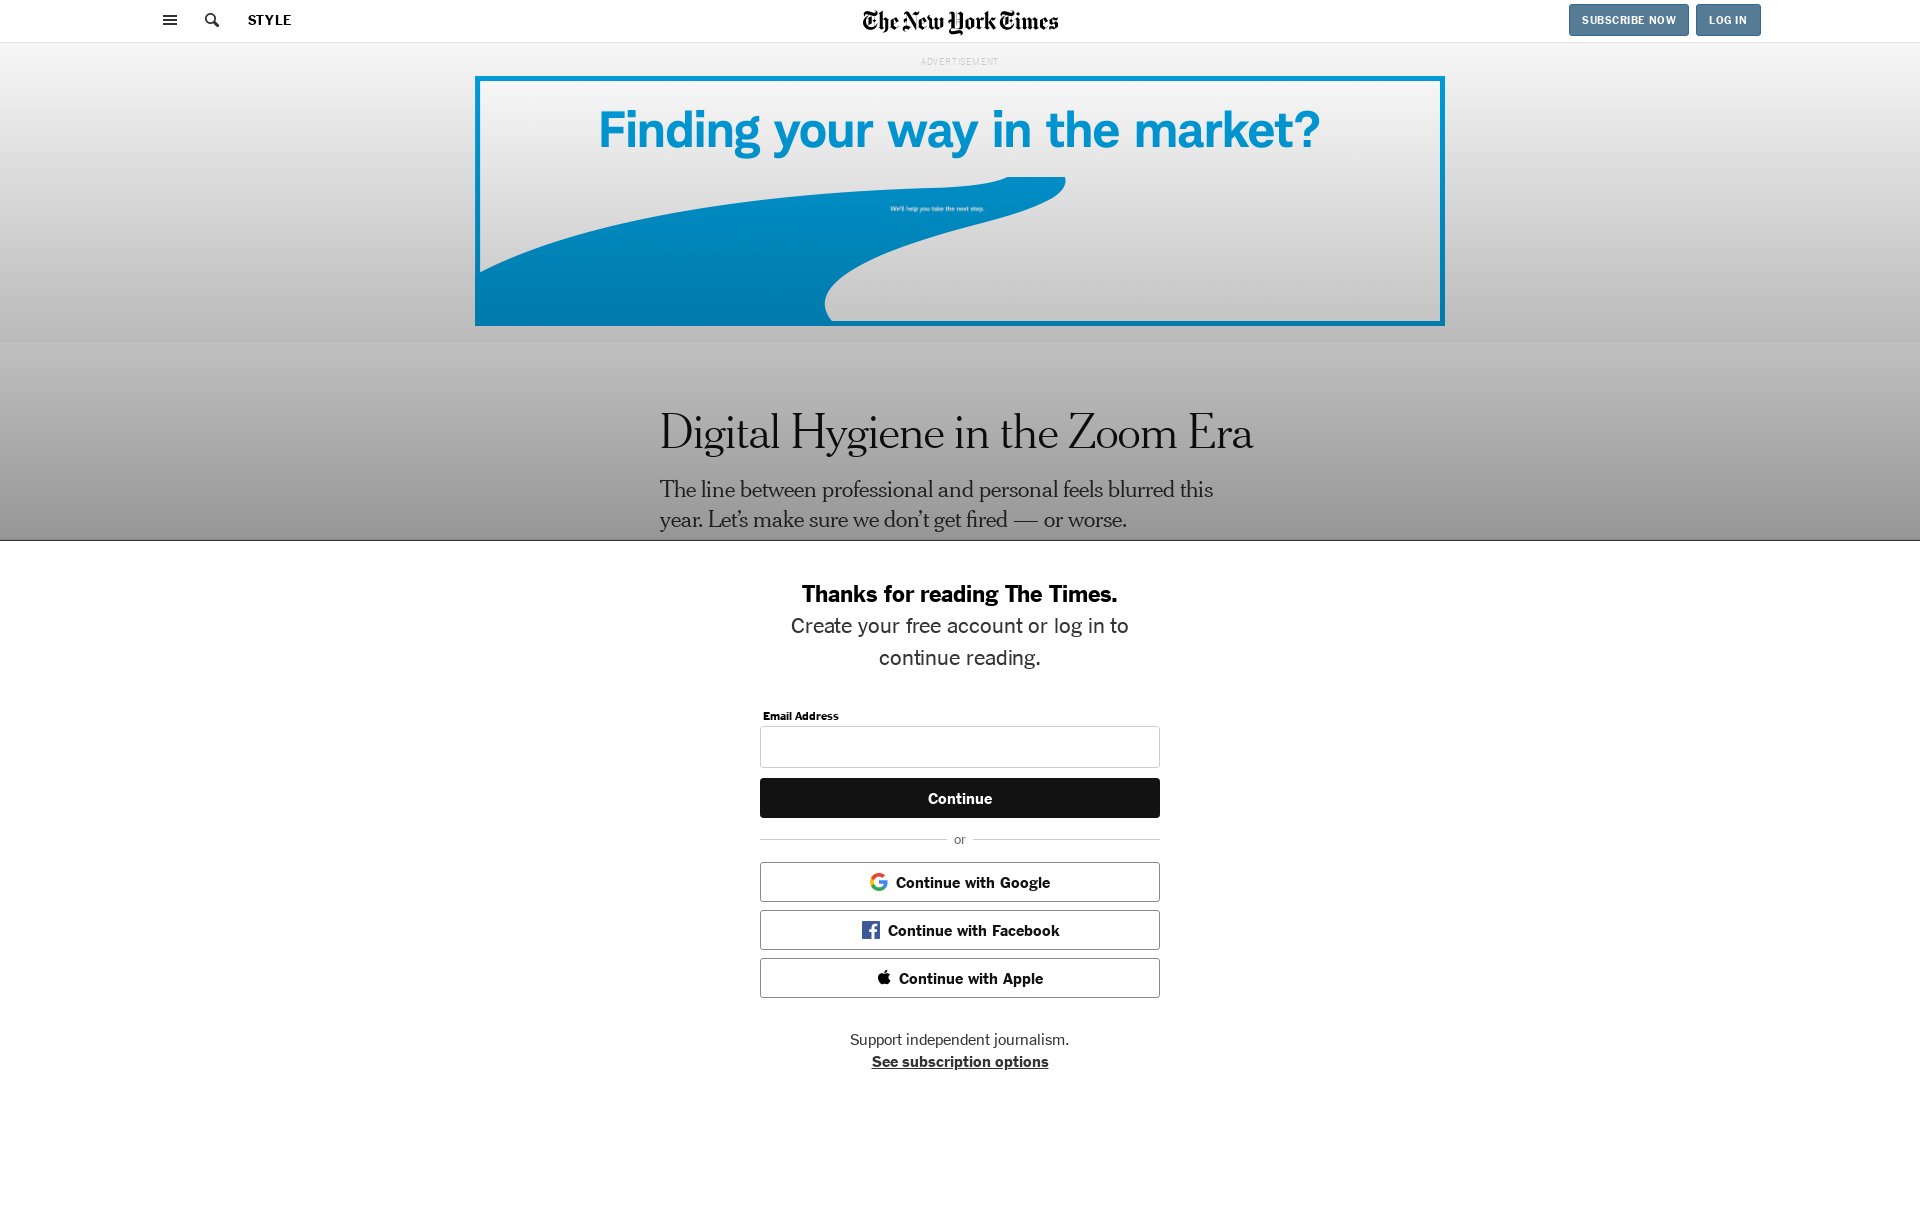 STYLE
The New York Times
SUBSCRIBE NOW
LOG IN
ADVERTISEMENT
Finding your way in the market?
We'll help you take the next step.
Digital Hygiene in the Zoom Era
The line between professional and personal feels blurred this
year. Let’s make sure we don’t get fired — or worse.
Thanks for reading The Times.
Create your free account or log in to
continue reading.
Email Address
Continue
or
Continue with Google
Continue with Facebook
Continue with Apple
Support independent journalism.
See subscription options